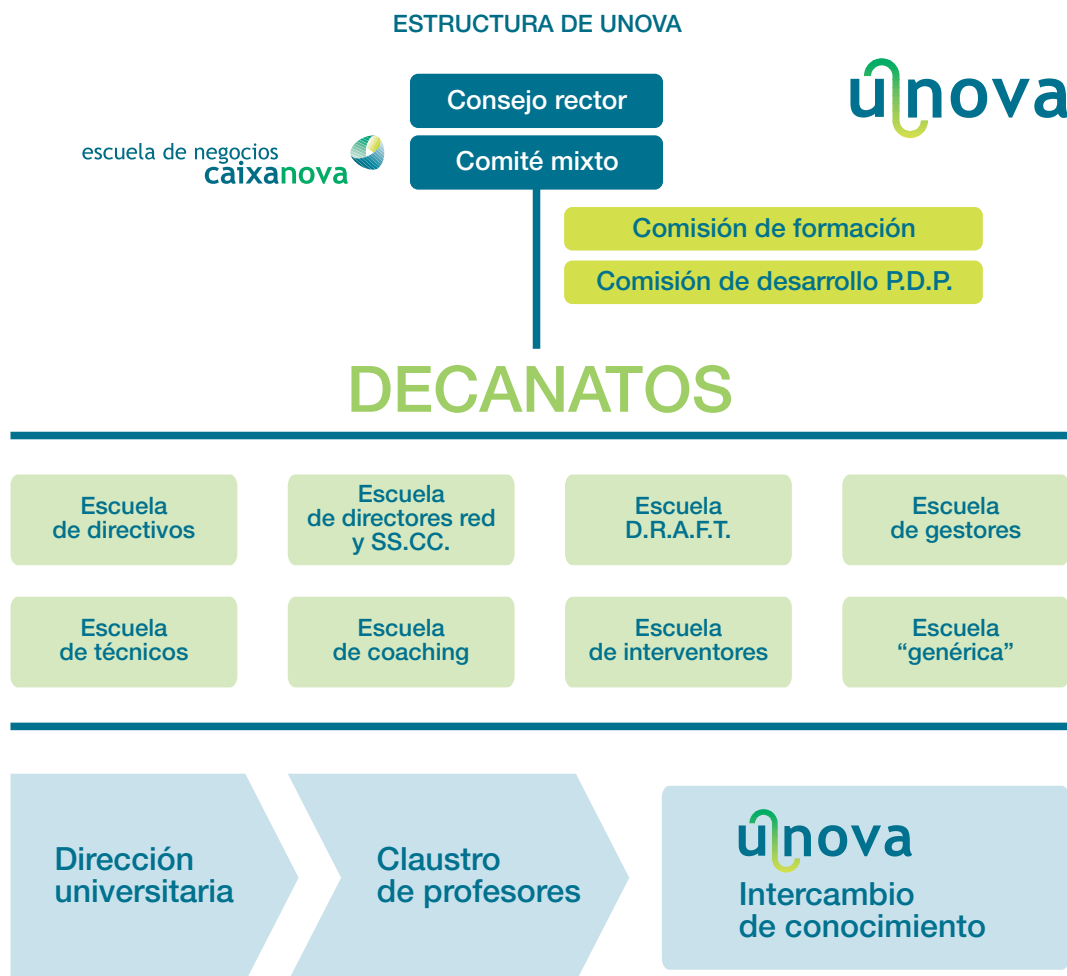 ESTRUCTURA DE UNOVA
Consejo rector
unova
escuela de negocios
caixanova
Comité mixto
Comisión de formación
Comisión de desarrollo P.D.P.
DECANATOS
Escuela
de directivos
Escuela
de directores red
y SS.CC.
Escuela
D.R.A.F.T.
Escuela
de gestores
Escuela
de técnicos
Escuela
de coaching
Escuela
de interventores
Escuela
“genérica”
Dirección
universitaria
Claustro
de profesores
unova
Intercambio
de conocimiento